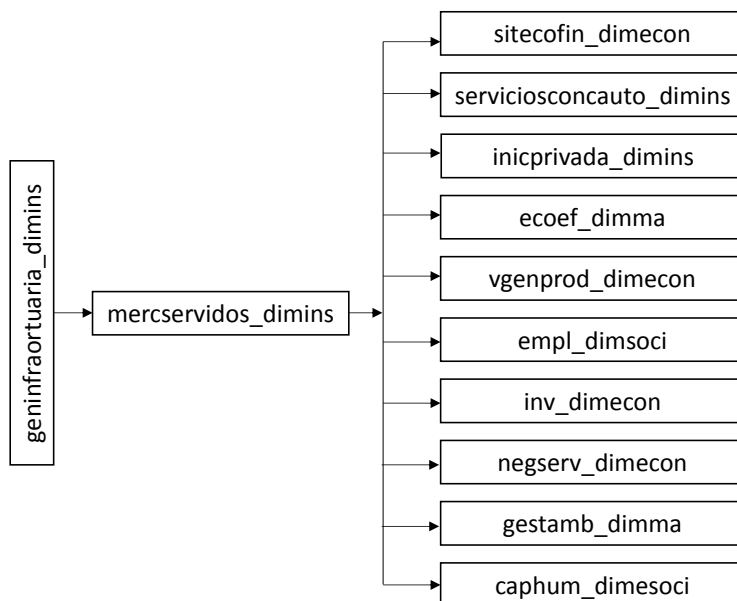 geninfraortuaria_dimins
mercservidos_dimins
sitecofin_dimecon
serviciosconcauto_dimins
inicprivada_dimins
ecoef_dimma
vgenprod_dimecon
empl_dimsoci
inv_dimecon
negserv_dimecon
gestamb_dimma
caphum_dimesoci